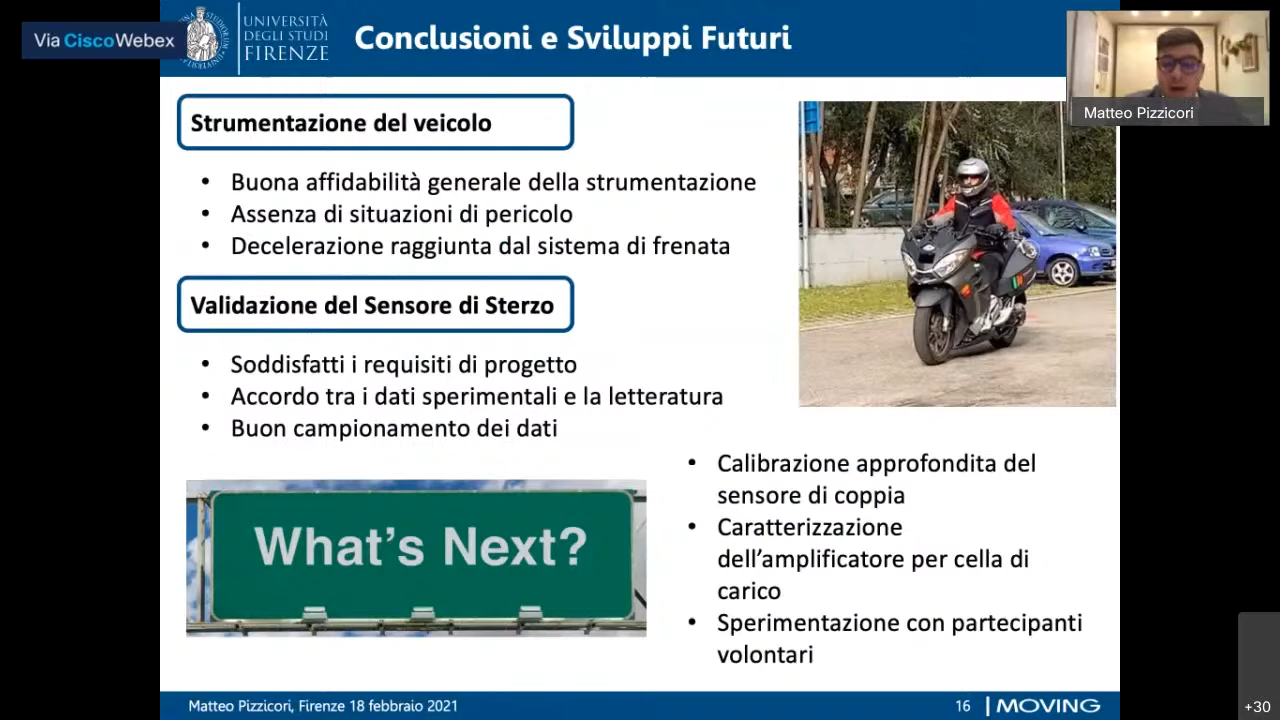 Via Cisco Webex
UNIVERSITÀ
DEGLI STUDI
FIRENZE
Conclusioni e Sviluppi Futuri
Matteo Pizzicori
Strumentazione del veicolo
• Buona affidabilità generale della strumentazione
• Assenza di situazioni di pericolo
• Decelerazione raggiunta dal sistema di frenata
Validazione del Sensore di Sterzo
• Soddisfatti i requisiti di progetto
• Accordo tra i dati sperimentali e la letteratura
• Buon campionamento dei dati
What's Next?
• Calibrazione approfondita del
sensore di coppia
• Caratterizzazione
dell'amplificatore per cella di
carico
• Sperimentazione con partecipanti
volontari
Matteo Pizzicori, Firenze 18 febbraio 2021
16
MOVING
+30